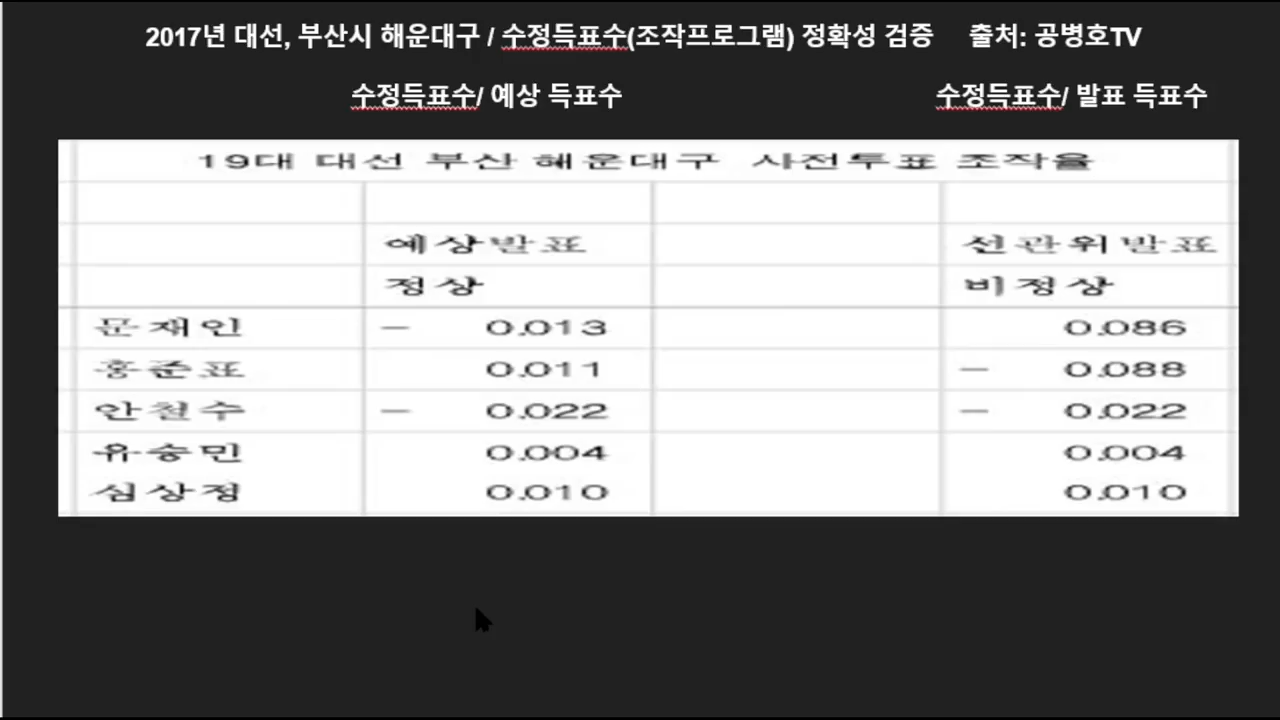 2017년 대선, 부산시 해운대구 / 수정득표수(조작프로그램) 정확성 검증 출처: 공병호TV
수정득표수/ 예상 득표수 수정득표수/ 발표 득표수
19대 대선 부산 해운대구 사전투표 조작율
예상발표 선관위발표
정상 비정상
문재인 - 0.013 0.086
홍준표 0.011 - 0.088
안철수 - 0.022 - 0.022
유승민 0.004 0.004
심상정 0.010 0.010